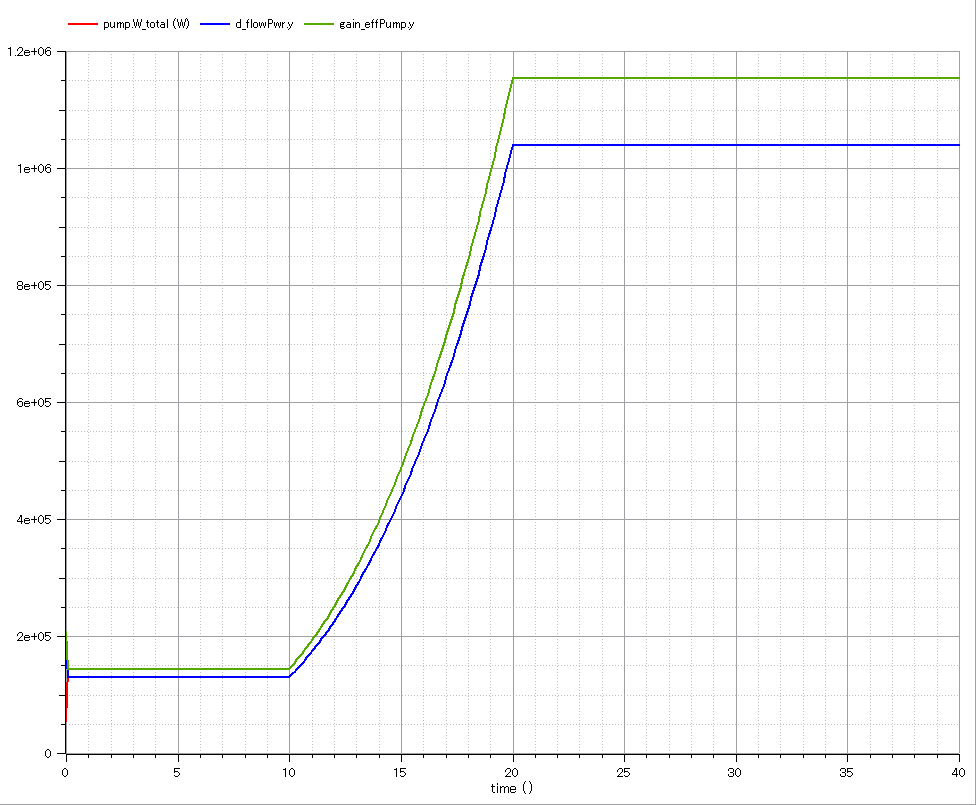 pump.W_total (W) d_flowPwr.y gain_effPump.y
1.2e+06
1e+06
8e+05
6e+05
4e+05
2e+05
0
0 5 10 15 20 25 30 35 40
time ()